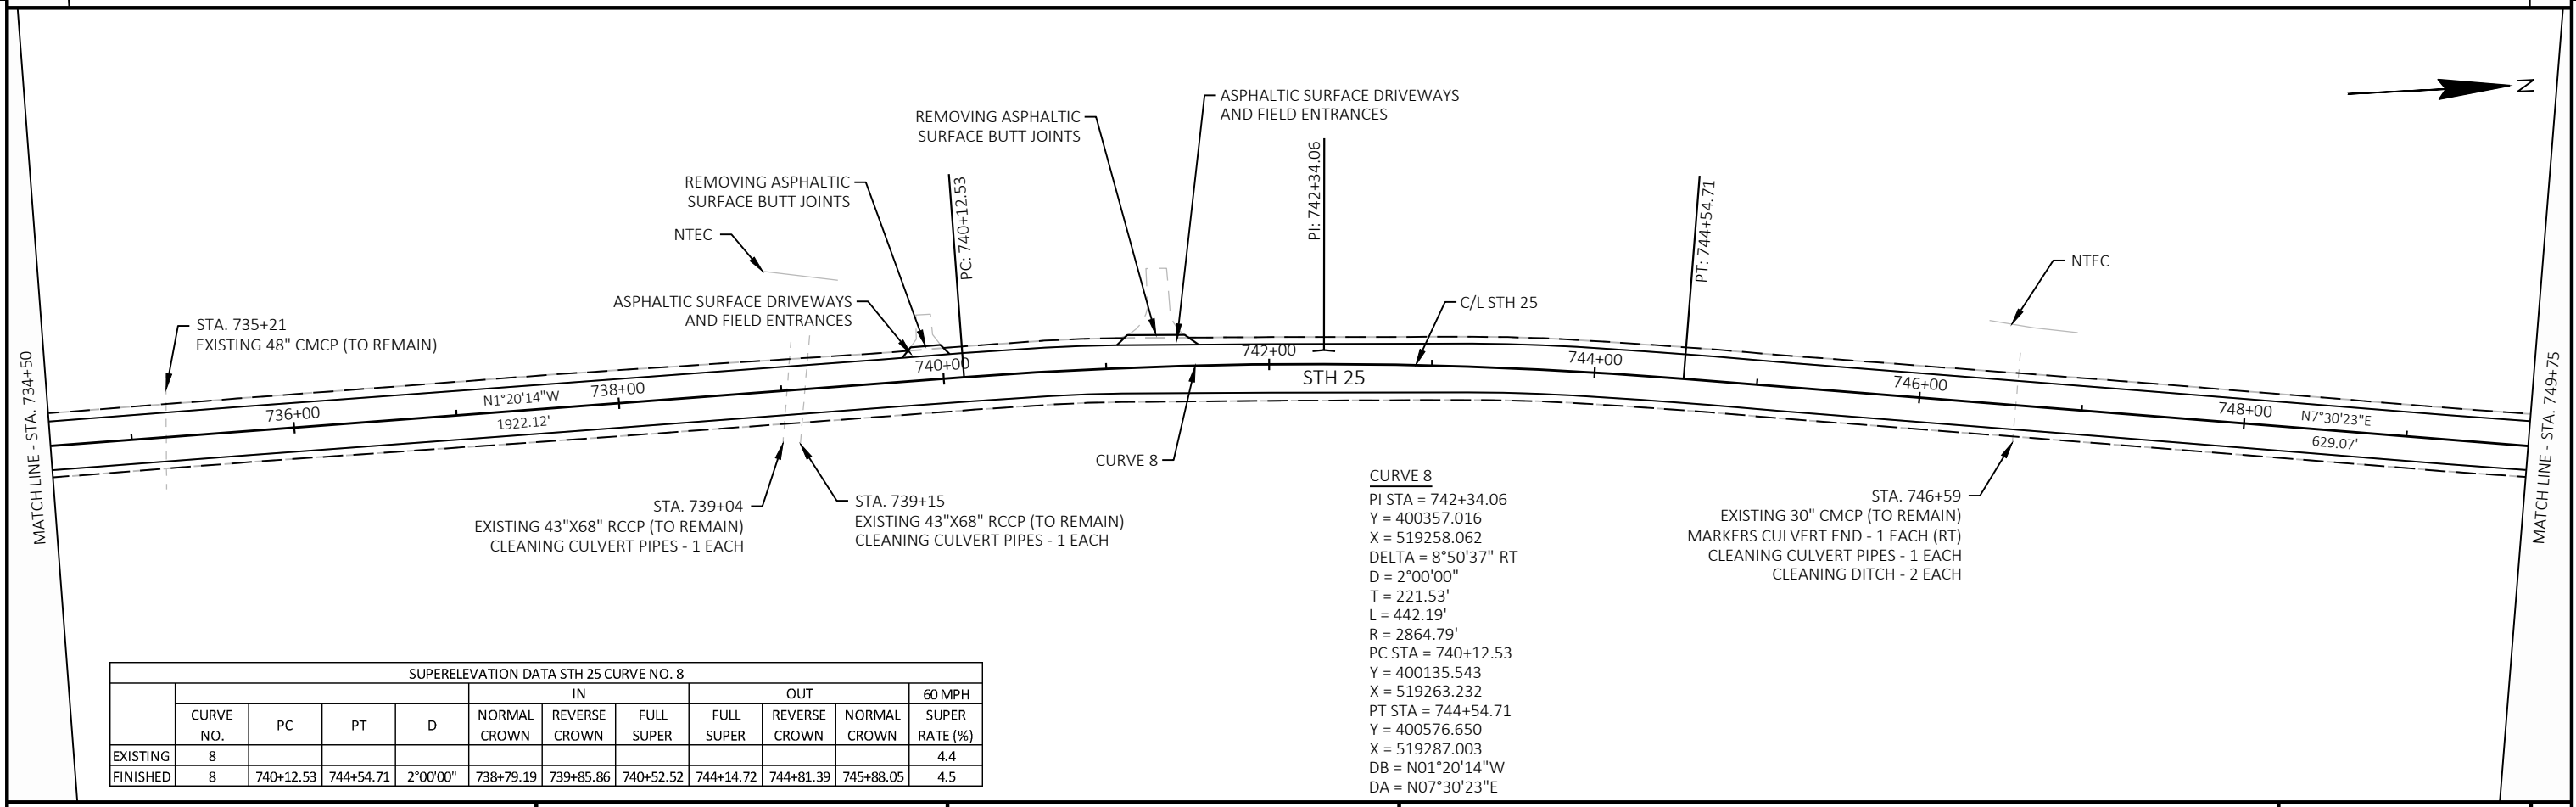 ASPHALTIC SURFACE DRIVEWAYS
AND FIELD ENTRANCES
REMOVING ASPHALTIC
SURFACE BUTT JOINTS
N
REMOVING ASPHALTIC
SURFACE BUTT JOINTS
NTEC
PC: 740+12.53
PI: 742+34.06
PT: 744+54.71
NTEC
ASPHALTIC SURFACE DRIVEWAYS
AND FIELD ENTRANCES
C/L STH 25
STA. 735+21
EXISTING 48" CMCP (TO REMAIN)
MATCH LINE - STA. 734+50
736+00
N1°20'14"W
1922.12'
738+00
740+00
742+00
STH 25
744+00
746+00
748+00
N7°30'23"E
629.07'
MATCH LINE - STA. 749+75
CURVE 8
STA. 739+04
EXISTING 43"X68" RCCP (TO REMAIN)
CLEANING CULVERT PIPES - 1 EACH
STA. 739+15
EXISTING 43"X68" RCCP (TO REMAIN)
CLEANING CULVERT PIPES - 1 EACH
CURVE 8
PI STA = 742+34.06
Y = 400357.016
X = 519258.062
DELTA = 8°50'37" RT
D = 2°00'00"
T = 221.53'
L = 442.19'
R = 2864.79'
PC STA = 740+12.53
Y = 400135.543
X = 519263.232
PT STA = 744+54.71
Y = 400576.650
X = 519287.003
DB = N01°20'14"W
DA = N07°30'23"E
STA. 746+59
EXISTING 30" CMCP (TO REMAIN)
MARKERS CULVERT END - 1 EACH (RT)
CLEANING CULVERT PIPES - 1 EACH
CLEANING DITCH - 2 EACH
SUPERELEVATION DATA STH 25 CURVE NO. 8
IN OUT 60 MPH
CURVE NO. PC PT D NORMAL CROWN REVERSE CROWN FULL SUPER FULL SUPER REVERSE CROWN NORMAL CROWN SUPER RATE (%)
EXISTING 8 4.4
FINISHED 8 740+12.53 744+54.71 2°00'00" 738+79.19 739+85.86 740+52.52 744+14.72 744+81.39 745+88.05 4.5